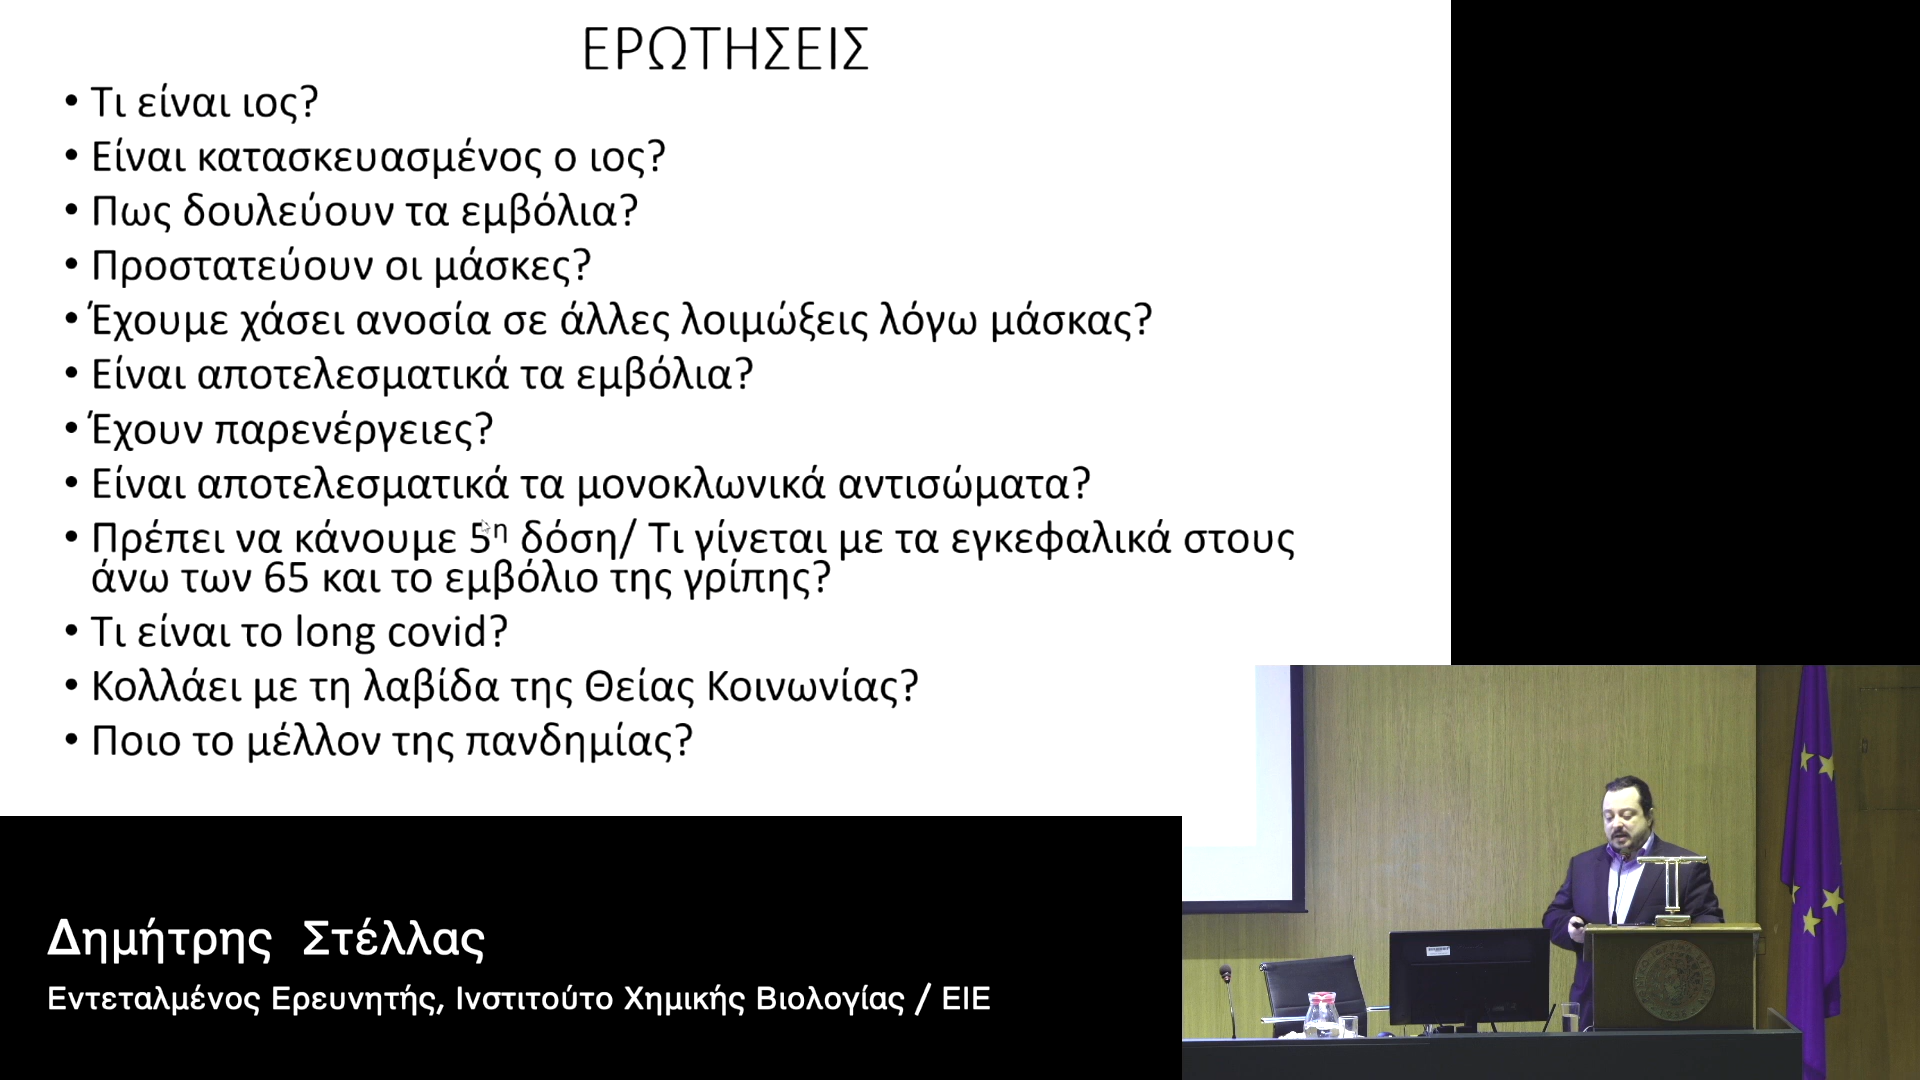 ΕΡΩΤΗΣΕΙΣ
• Τι είναι ιος?
• Είναι κατασκευασμένος ο ιος?
• Πως δουλεύουν τα εμβόλια?
• Προστατεύουν οι μάσκες?
• Έχουμε χάσει ανοσία σε άλλες λοιμώξεις λόγω μάσκας?
• Είναι αποτελεσματικά τα εμβόλια?
• Έχουν παρενέργειες?
• Είναι αποτελεσματικά τα μονοκλωνικά αντισώματα?
• Πρέπει να κάνουμε 5η δόση/ Τι γίνεται με τα εγκεφαλικά στους
άνω των 65 και το εμβόλιο της γρίπης?
• Τι είναι το long covid?
• Κολλάει με τη λαβίδα της Θείας Κοινωνίας?
• Ποιο το μέλλον της πανδημίας?
Δημήτρης Στέλλας
Εντεταλμένος Ερευνητής, Ινστιτούτο Χημικής Βιολογίας / ΕΙΕ